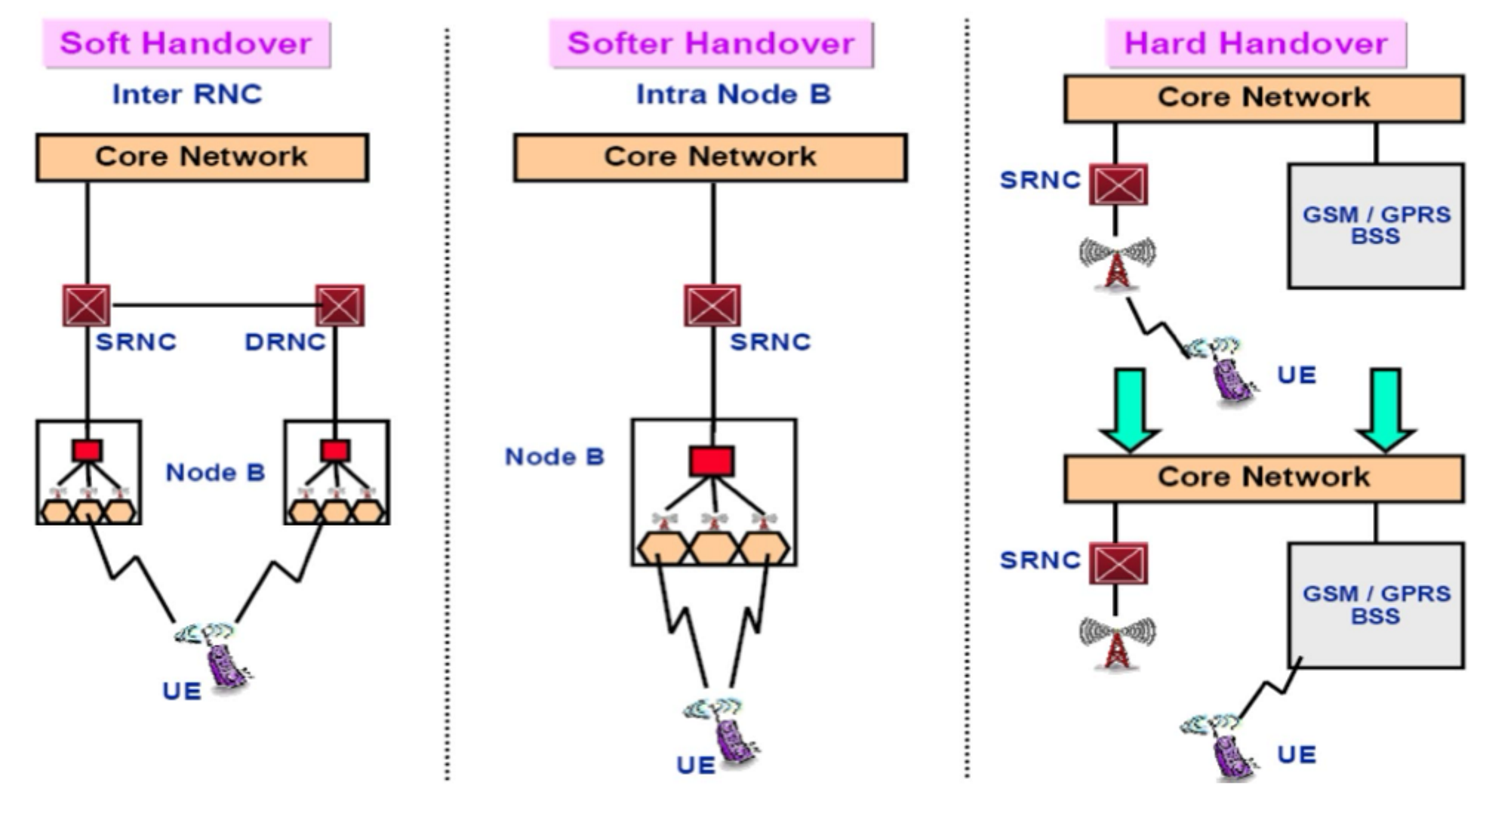 Soft Handover
Inter RNC
Core Network
SRNC
DRNC
Node B
UE
Softer Handover
Intra Node B
Core Network
SRNC
Node B
UE
Hard Handover
Core Network
SRNC
GSM / GPRS
BSS
UE
Core Network
SRNC
GSM / GPRS
BSS
UE